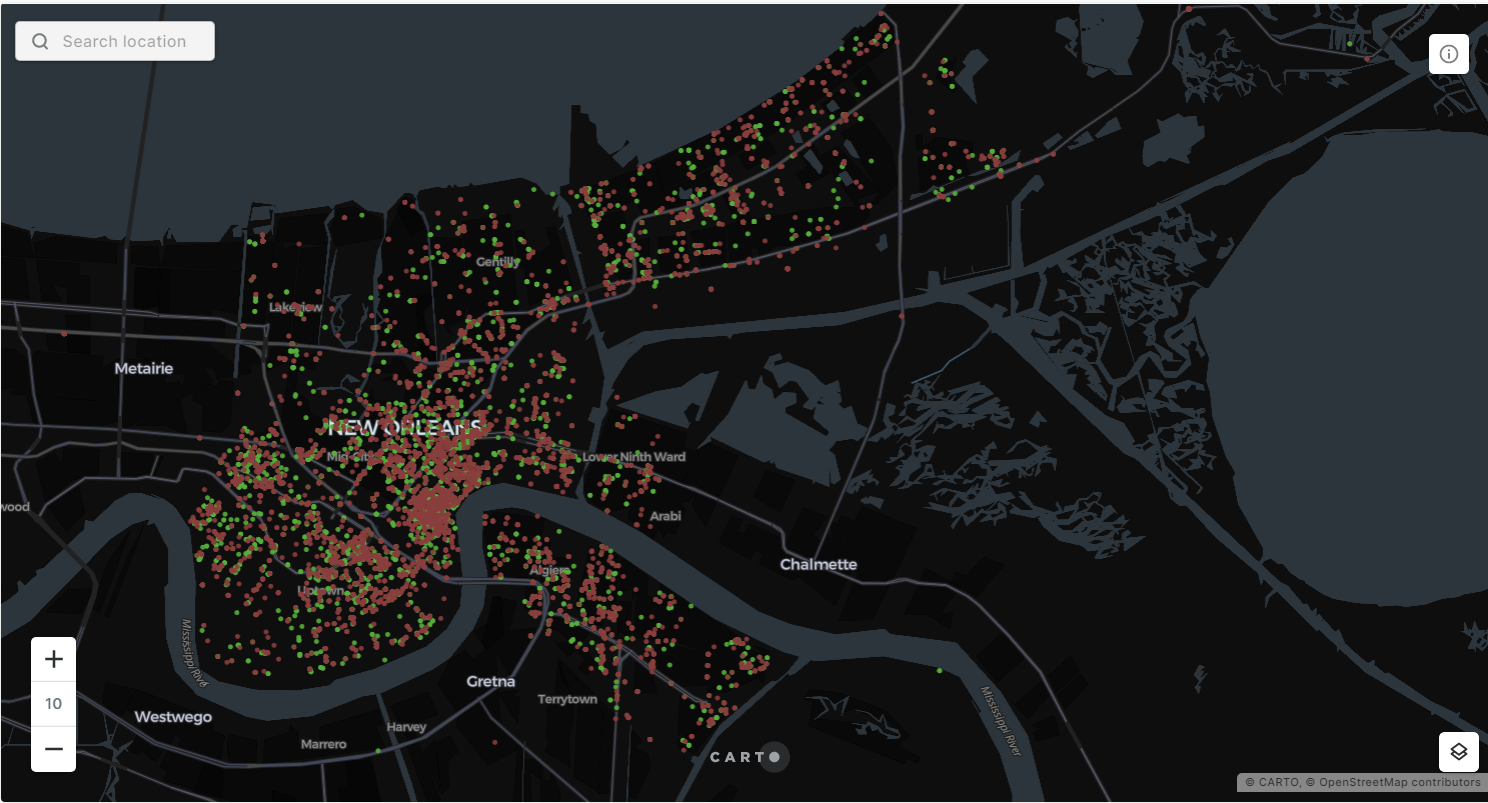 Search location
Gentilly
Lakeview
Metairie
NEW ORLEANS
Mid-City
Lower Ninth Ward
wood
Arabi
Chalmette
Algiers
Uptown
Mississippi River
Gretna
Terrytown
Mississippi River
10
Westwego
Harvey
Marrero
CARTO
© CARTO, © OpenStreetMap contributors